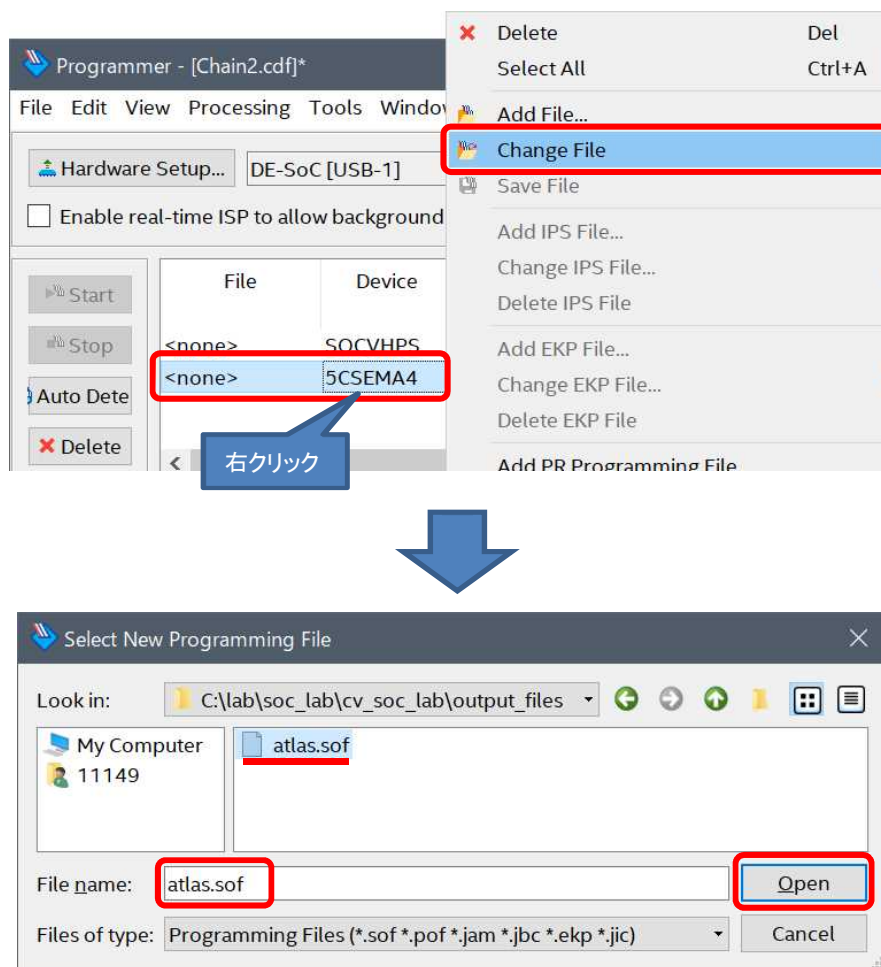 Programmer - [Chain2.cdf]*
File Edit View Processing Tools Window
Hardware Setup... DE-SoC [USB-1]
Enable real-time ISP to allow background
File Device
Start
Stop
Auto Dete
Delete
<none> SOCVHPS
<none> 5CSEMA4
右クリック
Delete Del
Select All Ctrl+A
Add File...
Change File
Save File
Add IPS File...
Change IPS File...
Delete IPS File
Add EKP File...
Change EKP File...
Delete EKP File
Add PR Programming File
Select New Programming File
Look in: C:\lab\soc_lab\cv_soc_lab\output_files
My Computer
11149
atlas.sof
File name: atlas.sof Open
Files of type: Programming Files (*.sof *.pof *.jam *.jbc *.ekp *.jic) Cancel